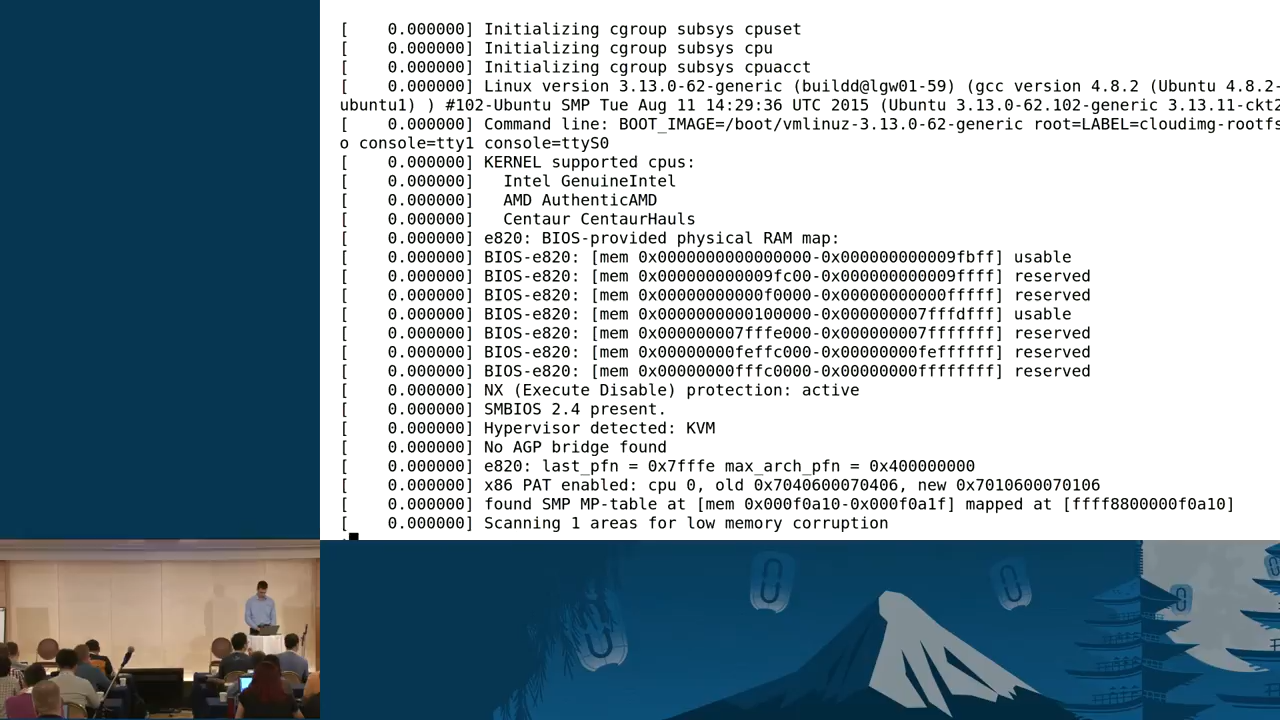 [    0.000000] Initializing cgroup subsys cpuset
[    0.000000] Initializing cgroup subsys cpu
[    0.000000] Initializing cgroup subsys cpuacct
[    0.000000] Linux version 3.13.0-62-generic (buildd@lgw01-59) (gcc version 4.8.2 (Ubuntu 4.8.2-
ubuntu1) ) #102-Ubuntu SMP Tue Aug 11 14:29:36 UTC 2015 (Ubuntu 3.13.0-62.102-generic 3.13.11-ckt2
[    0.000000] Command line: BOOT_IMAGE=/boot/vmlinuz-3.13.0-62-generic root=LABEL=cloudimg-rootfs
o console=tty1 console=ttyS0
[    0.000000] KERNEL supported cpus:
[    0.000000]   Intel GenuineIntel
[    0.000000]   AMD AuthenticAMD
[    0.000000]   Centaur CentaurHauls
[    0.000000] e820: BIOS-provided physical RAM map:
[    0.000000] BIOS-e820: [mem 0x0000000000000000-0x000000000009fbff] usable
[    0.000000] BIOS-e820: [mem 0x000000000009fc00-0x000000000009ffff] reserved
[    0.000000] BIOS-e820: [mem 0x00000000000f0000-0x00000000000fffff] reserved
[    0.000000] BIOS-e820: [mem 0x0000000000100000-0x000000007fffdfff] usable
[    0.000000] BIOS-e820: [mem 0x000000007fffe000-0x000000007fffffff] reserved
[    0.000000] BIOS-e820: [mem 0x00000000feffc000-0x00000000feffffff] reserved
[    0.000000] BIOS-e820: [mem 0x00000000fffc0000-0x00000000ffffffff] reserved
[    0.000000] NX (Execute Disable) protection: active
[    0.000000] SMBIOS 2.4 present.
[    0.000000] Hypervisor detected: KVM
[    0.000000] No AGP bridge found
[    0.000000] e820: last_pfn = 0x7fffe max_arch_pfn = 0x400000000
[    0.000000] x86 PAT enabled: cpu 0, old 0x7040600070406, new 0x7010600070106
[    0.000000] found SMP MP-table at [mem 0x000f0a10-0x000f0a1f] mapped at [ffff8800000f0a10]
[    0.000000] Scanning 1 areas for low memory corruption